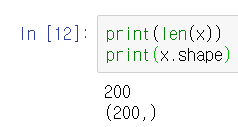 In [12]: print(len(x))
print(x.shape)
200
(200,)